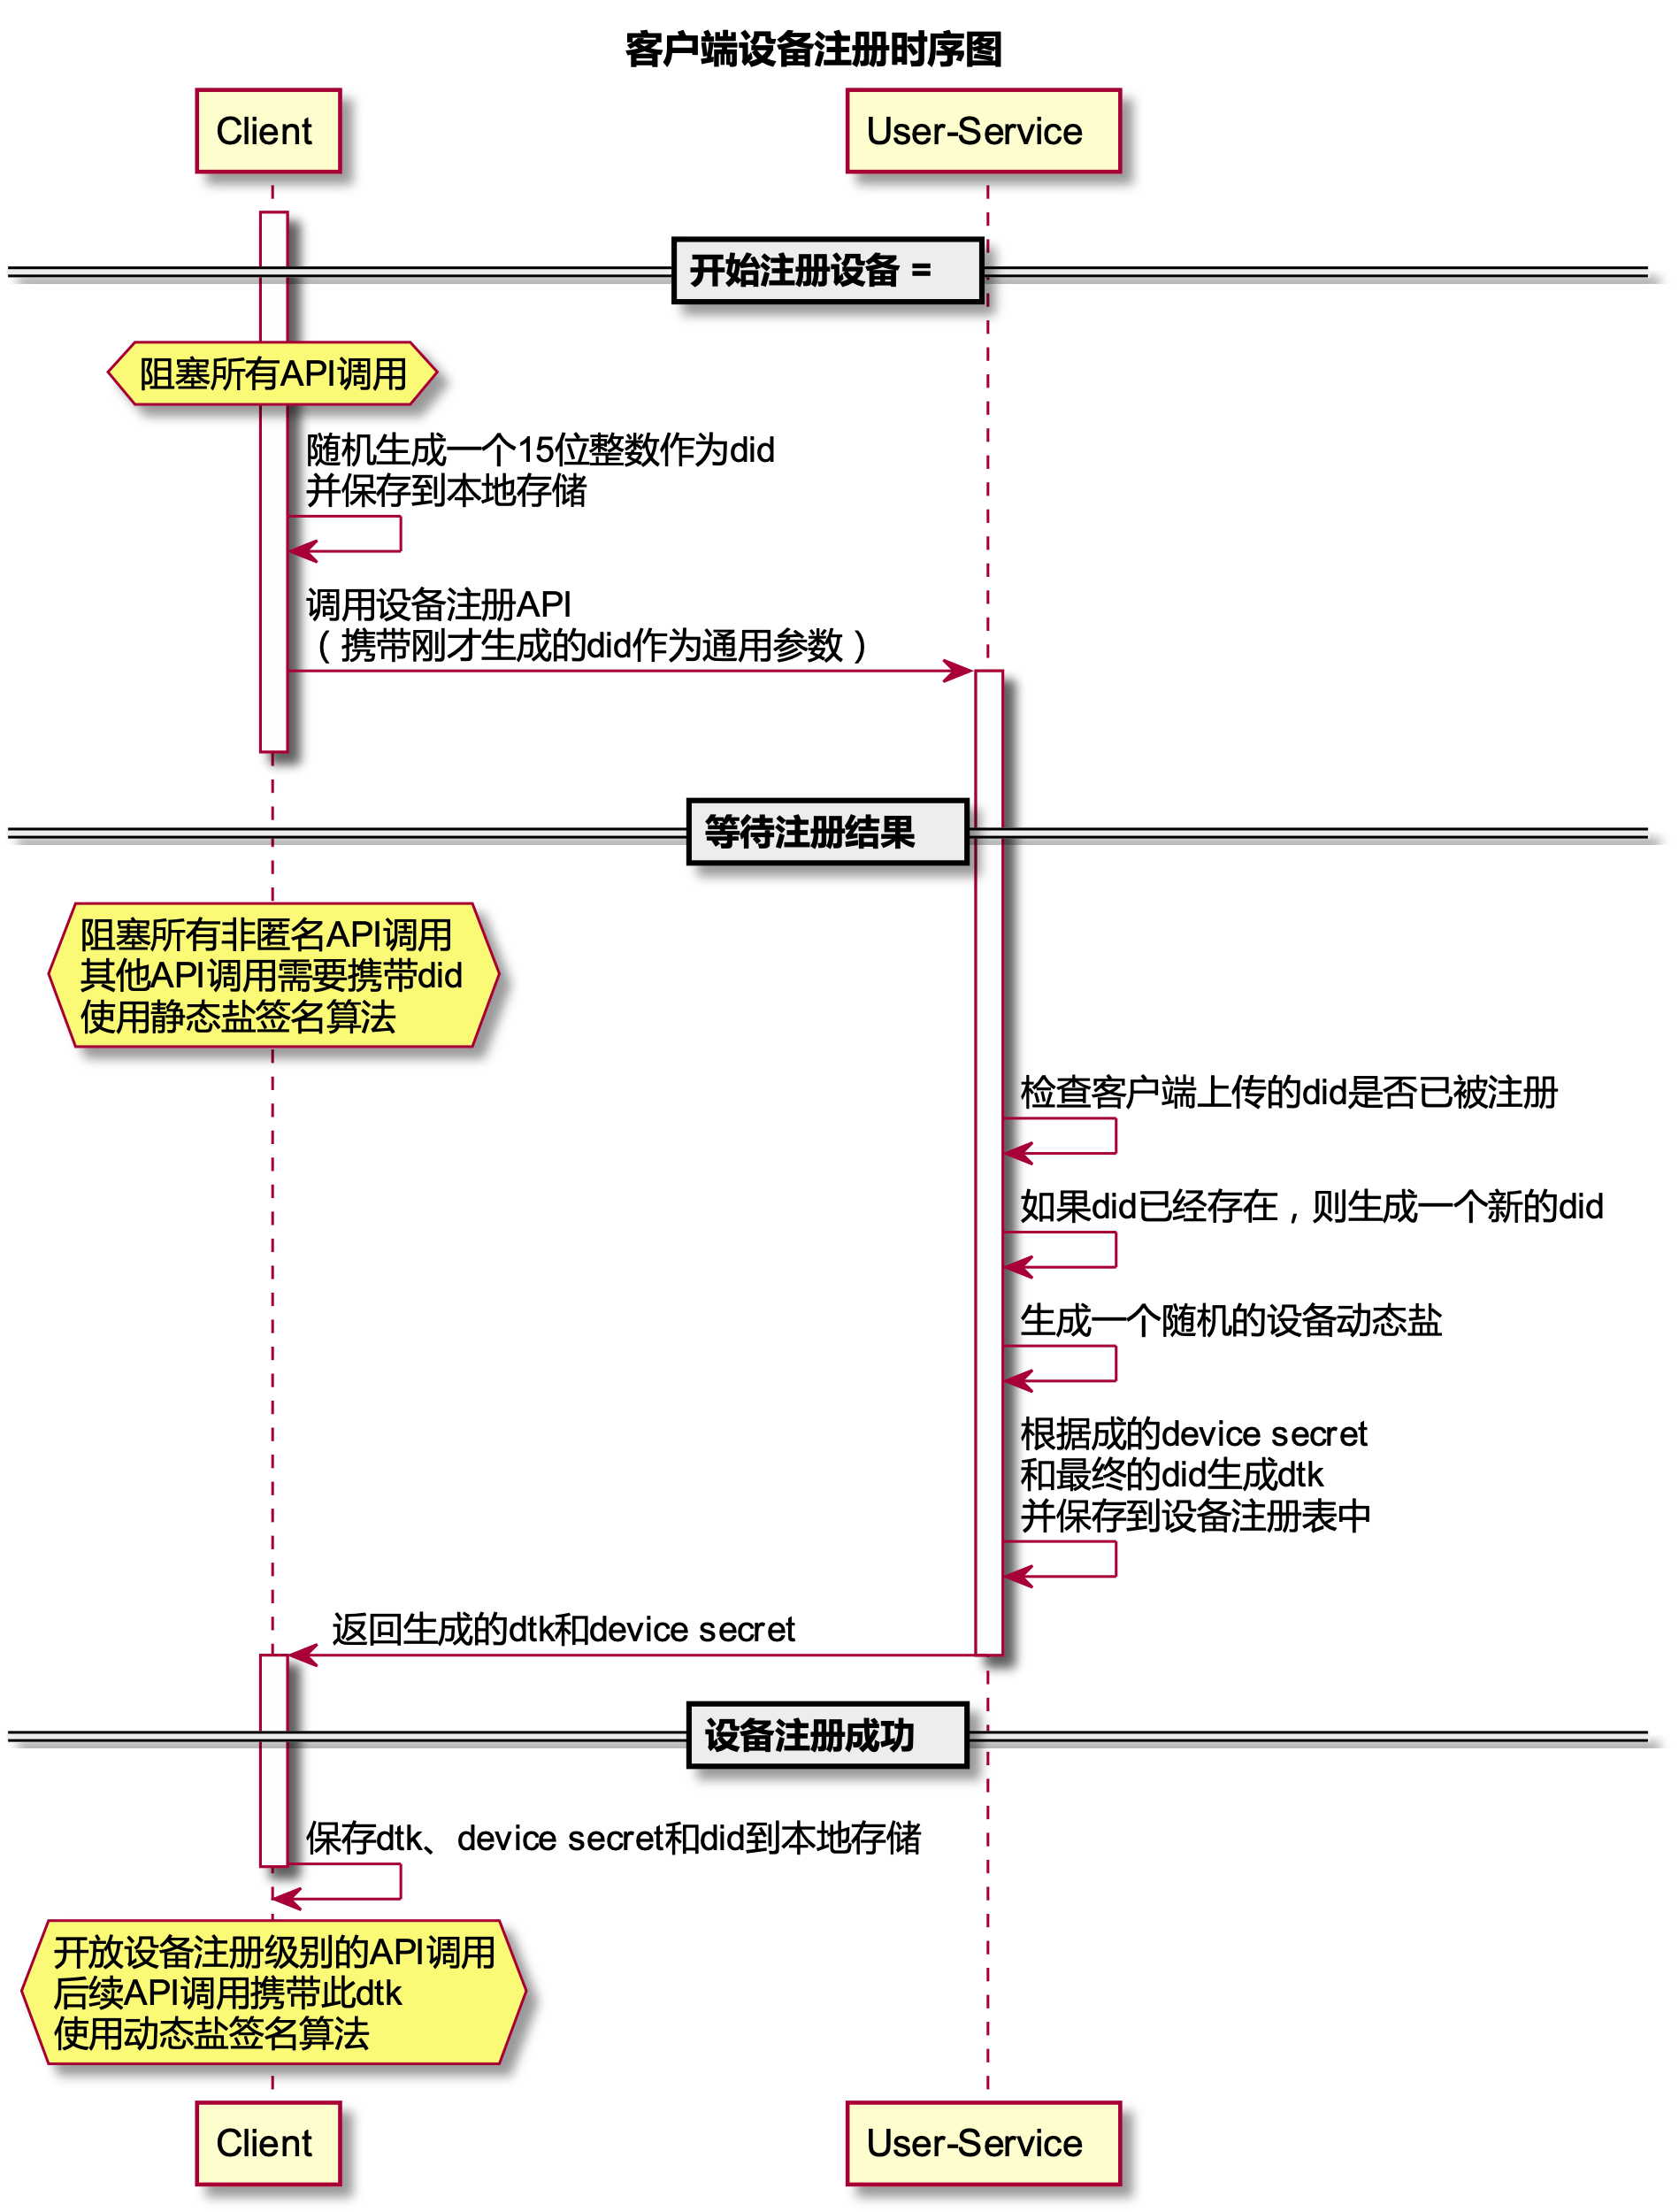 客户端设备注册时序图
Client
User-Service
开始注册设备 =
阻塞所有API调用
随机生成一个15位整数作为did
并保存到本地存储
调用设备注册API
（携带刚才生成的did作为通用参数）
等待注册结果
阻塞所有非匿名API调用
其他API调用需要携带did
使用静态盐签名算法
检查客户端上传的did是否已被注册
如果did已经存在，则生成一个新的did
生成一个随机的设备动态盐
根据成的device secret
和最终的did生成dtk
并保存到设备注册表中
返回生成的dtk和device secret
设备注册成功
保存dtk、device secret和did到本地存储
开放设备注册级别的API调用
后续API调用携带此dtk
使用动态盐签名算法
Client
User-Service